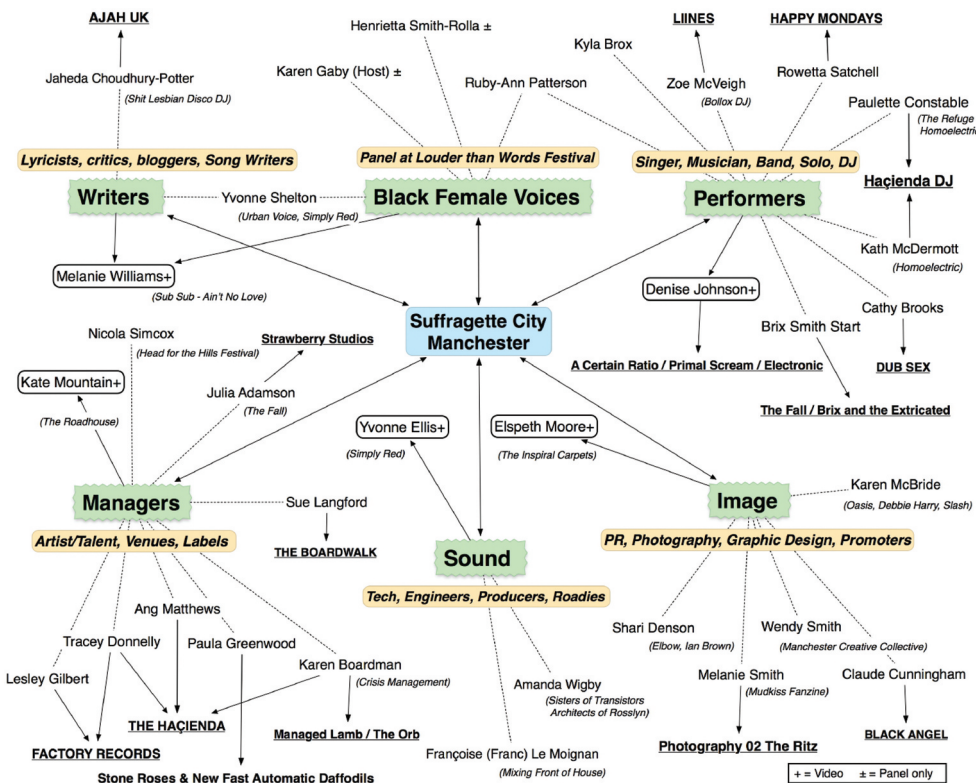 AJAH UK
Henrietta Smith-Rolla ±
LIINES
HAPPY MONDAYS
Kyla Brox
Jaheda Choudhury-Potter
(Shit Lesbian Disco DJ)
Karen Gaby (Host) ±
Ruby-Ann Patterson
Zoe McVeigh
(Bollox DJ)
Rowetta Satchell
Paulette Constable
(The Refuge
Homoelectric)
Lyricists, critics, bloggers, Song Writers
Panel at Louder than Words Festival
Singer, Musician, Band, Solo, DJ
Writers
Yvonne Shelton
(Urban Voice, Simply Red)
Black Female Voices
Performers
Haçienda DJ
Kath McDermott
(Homoelectric)
Melanie Williams+
(Sub Sub - Ain't No Love)
Denise Johnson+
Cathy Brooks
Suffragette City
Manchester
Brix Smith Start
Nicola Simcox
(Head for the Hills Festival)
Strawberry Studios
A Certain Ratio / Primal Scream / Electronic
DUB SEX
Kate Mountain+
(The Roadhouse)
Julia Adamson
(The Fall)
The Fall / Brix and the Extricated
Yvonne Ellis+
(Simply Red)
Elspeth Moore+
(The Inspiral Carpets)
Managers
Sue Langford
Image
Karen McBride
(Oasis, Debbie Harry, Slash)
Artist/Talent, Venues, Labels
THE BOARDWALK
Sound
PR, Photography, Graphic Design, Promoters
Tech, Engineers, Producers, Roadies
Ang Matthews
Tracey Donnelly
Paula Greenwood
Lesley Gilbert
Karen Boardman
(Crisis Management)
Shari Denson
(Elbow, Ian Brown)
Wendy Smith
(Manchester Creative Collective)
Amanda Wigby
(Sisters of Transistors
Architects of Rosslyn)
Melanie Smith
(Mudkiss Fanzine)
Claude Cunningham
THE HAÇIENDA
FACTORY RECORDS
Managed Lamb / The Orb
Françoise (Franc) Le Moignan
(Mixing Front of House)
Photography 02 The Ritz
BLACK ANGEL
Stone Roses & New Fast Automatic Daffodils
+ = Video ± = Panel only